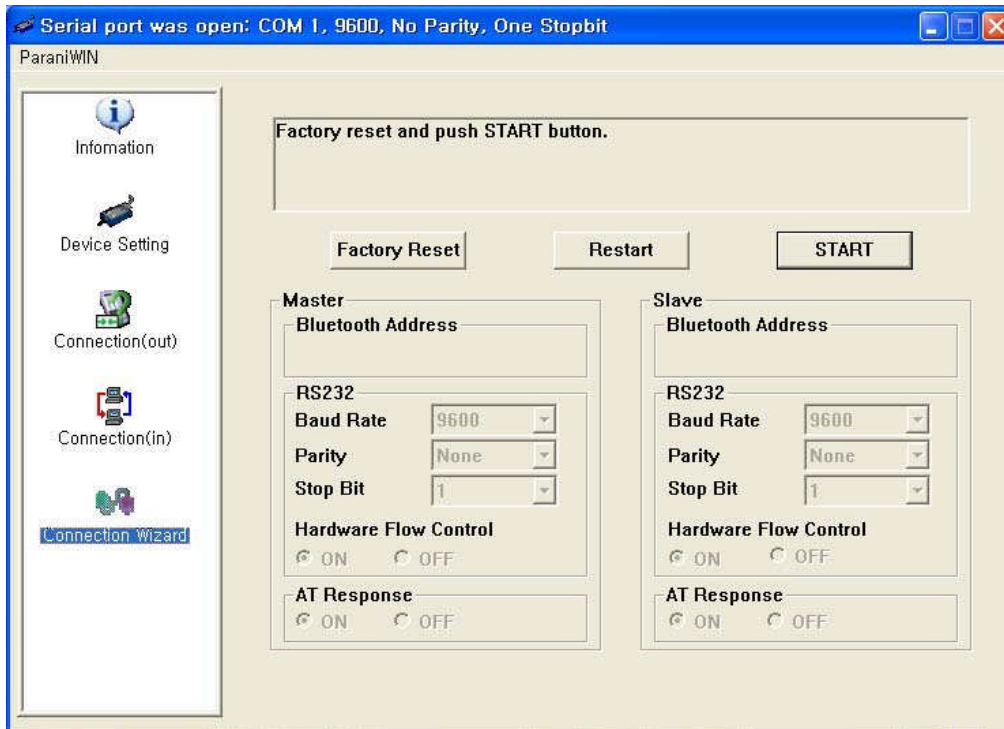 Serial port was open: COM 1, 9600, No Parity, One Stopbit
ParaniWIN
Infomation
Device Setting
Connection(out)
Connection(in)
Connection Wizard
Factory reset and push START button.
Factory Reset Restart START
Master
Bluetooth Address
RS232
Baud Rate 9600
Parity None
Stop Bit 1
Hardware Flow Control
ON OFF
AT Response
ON OFF
Slave
Bluetooth Address
RS232
Baud Rate 9600
Parity None
Stop Bit 1
Hardware Flow Control
ON OFF
AT Response
ON OFF